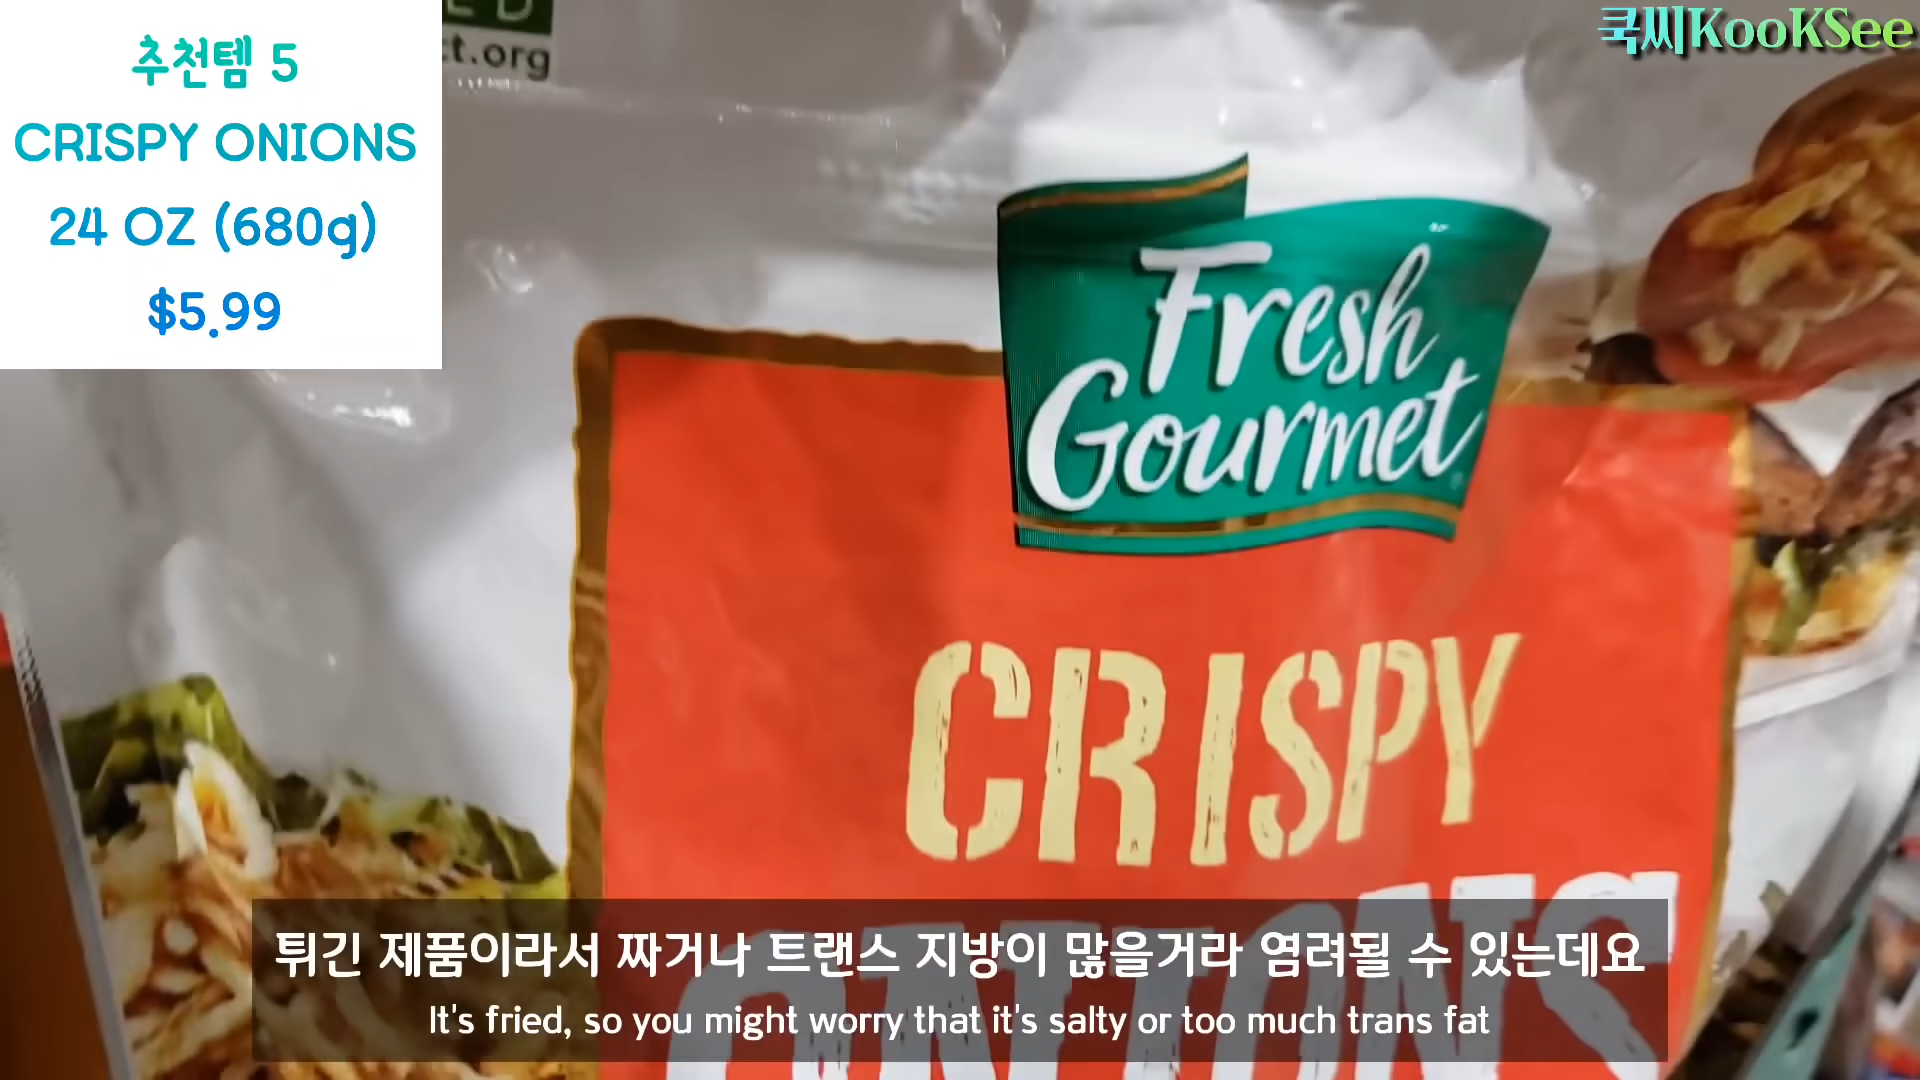 추천템 5
CRISPY ONIONS
24 OZ (680g)
$5.99
ED
ct.org
쿡씨KooKSee
Fresh
Gourmet
CRISPY
ONIONS
튀긴 제품이라서 짜거나 트랜스 지방이 많을거라 염려될 수 있는데요
It's fried, so you might worry that it's salty or too much trans fat